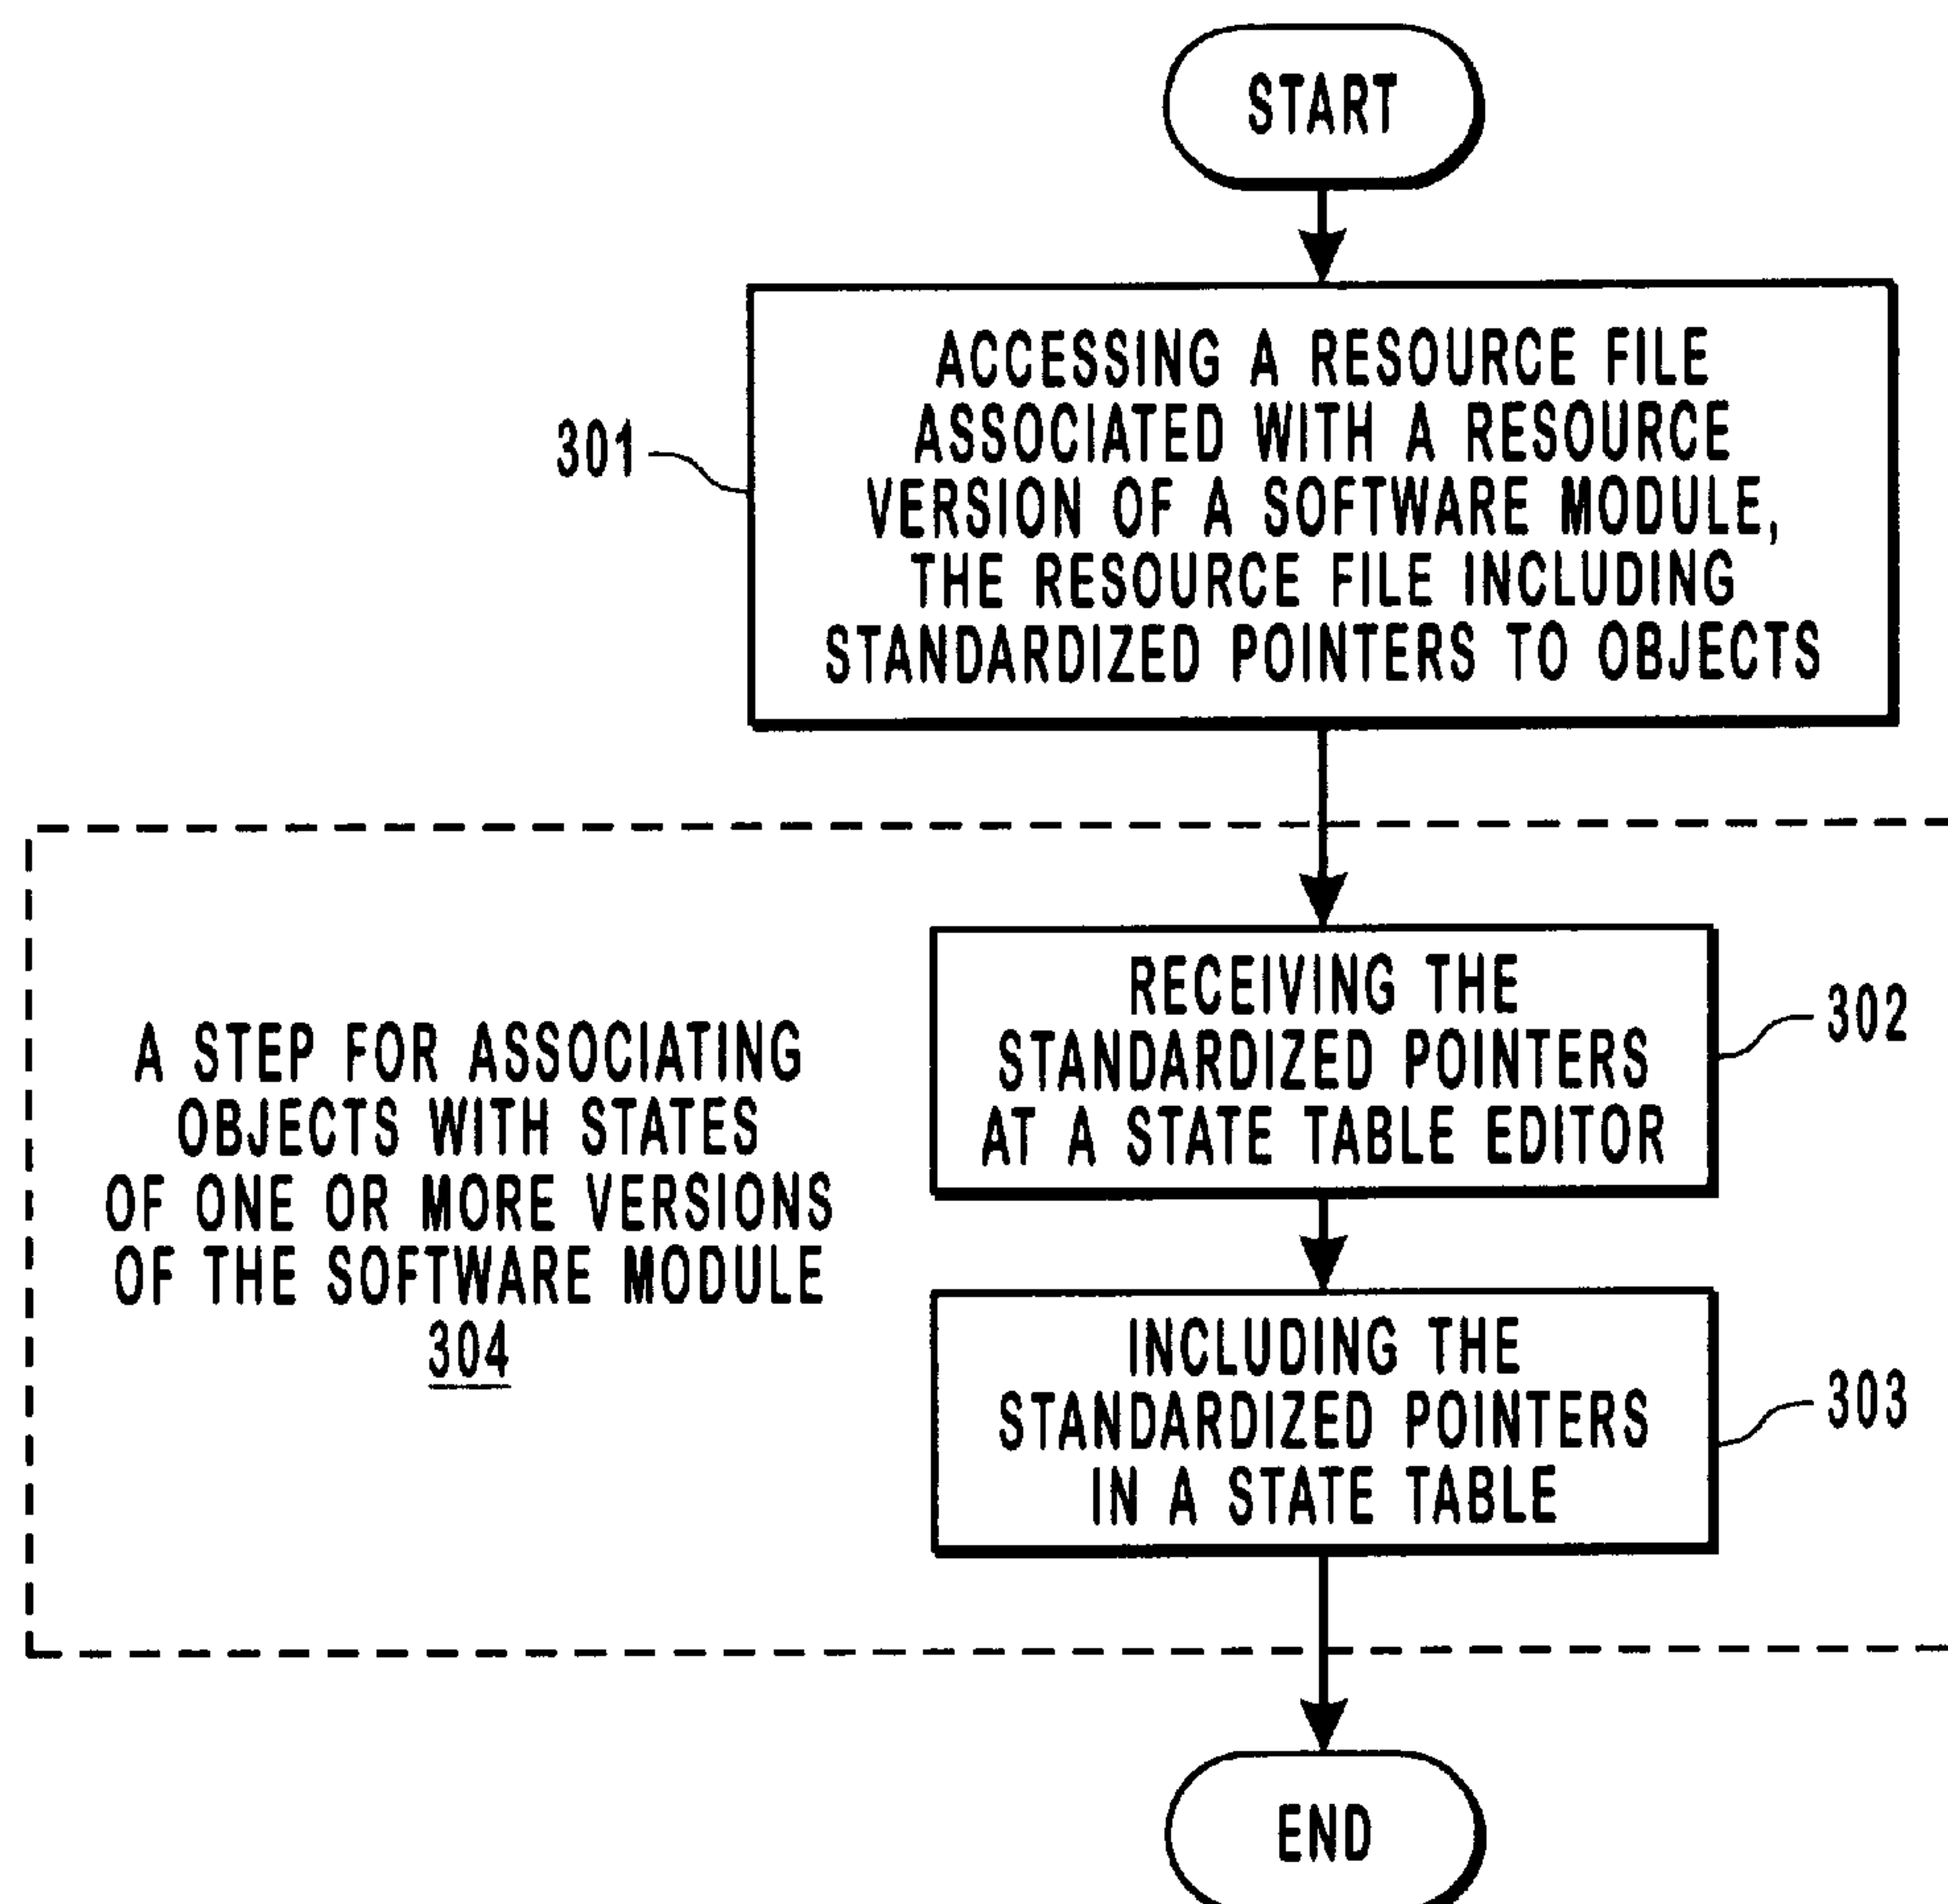 START
301
ACCESSING A RESOURCE FILE
ASSOCIATED WITH A RESOURCE
VERSION OF A SOFTWARE MODULE,
THE RESOURCE FILE INCLUDING
STANDARDIZED POINTERS TO OBJECTS
A STEP FOR ASSOCIATING
OBJECTS WITH STATES
OF ONE OR MORE VERSIONS
OF THE SOFTWARE MODULE
304
RECEIVING THE
STANDARDIZED POINTERS
AT A STATE TABLE EDITOR
302
INCLUDING THE
STANDARDIZED POINTERS
IN A STATE TABLE
303
END